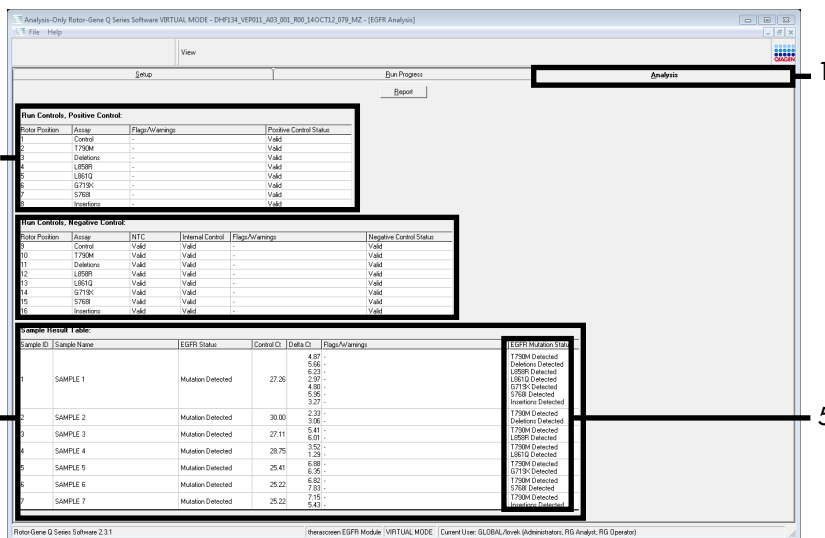 Analysis-Only Rotor-Gene Q Series Software VIRTUAL MODE - DHF134_VEP011_A03_001_R00_14OCT12_079_MZ - [EGFR Analysis]
File Help
View
QIAGEN
Setup Run Progress Analysis
1
Report
Run Controls, Positive Control:
Rotor Position Assay Flags/Warnings Positive Control Status
1 Control - Valid
2 T790M - Valid
3 Deletions - Valid
4 L858R - Valid
5 L861Q - Valid
6 G719X - Valid
7 S768I - Valid
8 Insertions - Valid
Run Controls, Negative Control:
Rotor Position Assay NTC Internal Control Flags/Warnings Negative Control Status
9 Control Valid Valid - Valid
10 T790M Valid Valid - Valid
11 Deletions Valid Valid - Valid
12 L858R Valid Valid - Valid
13 L861Q Valid Valid - Valid
14 G719X Valid Valid - Valid
15 S768I Valid Valid - Valid
16 Insertions Valid Valid - Valid
Sample Result Table:
Sample ID Sample Name EGFR Status Control Ct Delta Ct Flags/Warnings EGFR Mutation Status
4.87 - T790M Detected
5.66 - Deletions Detected
6.23 - L858R Detected
1 SAMPLE 1 Mutation Detected 27.26 2.97 - L861Q Detected
4.80 - G719X Detected
5.95 - S768I Detected
3.27 - Insertions Detected
2 SAMPLE 2 Mutation Detected 30.00 2.33 - T790M Detected
3.06 - Deletions Detected
5
3 SAMPLE 3 Mutation Detected 27.11 5.41 - T790M Detected
6.01 - L858R Detected
4 SAMPLE 4 Mutation Detected 28.75 3.52 - T790M Detected
1.29 - L861Q Detected
5 SAMPLE 5 Mutation Detected 25.41 6.88 - T790M Detected
6.35 - G719X Detected
6 SAMPLE 6 Mutation Detected 25.22 6.82 - T790M Detected
7.83 - S768I Detected
7 SAMPLE 7 Mutation Detected 25.22 7.15 - T790M Detected
5.43 - Insertions Detected
Rotor-Gene Q Series Software 2.3.1 therascreen EGFR Module VIRTUAL MODE Current User: GLOBAL/lovek (Administrators, RG Analyst, RG Operator)